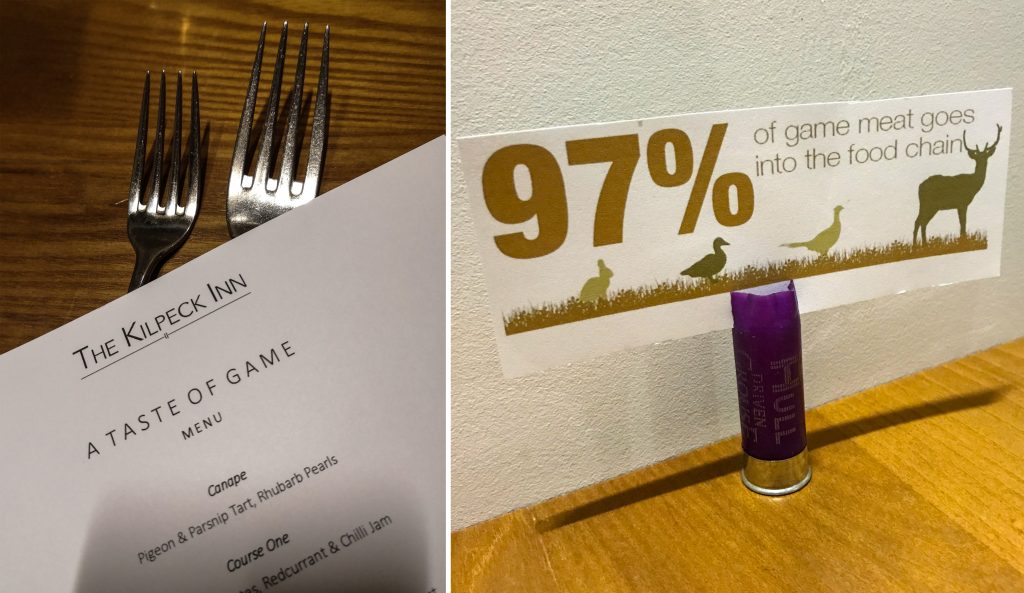 THE KILPECK INN
A TASTE OF GAME
MENU
Canape
Pigeon & Parsnip Tart, Rhubarb Pearls
Course One
Redcurrant & Chilli Jam
97%
of game meat goes
into the food chain
HULL
DRIVEN
GROUSE